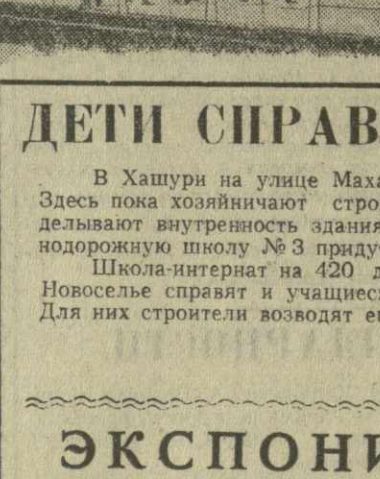 ДЕТИ СПРАВ
В Хашури на улице Маха
Здесь пока хозяйничают стро
делывают внутренность здания
нодорожную школу № 3 придут
Школа-интернат на 420 д
Новоселье справят и учащиес
Для них строители возводят е
ЭКСПОНИ